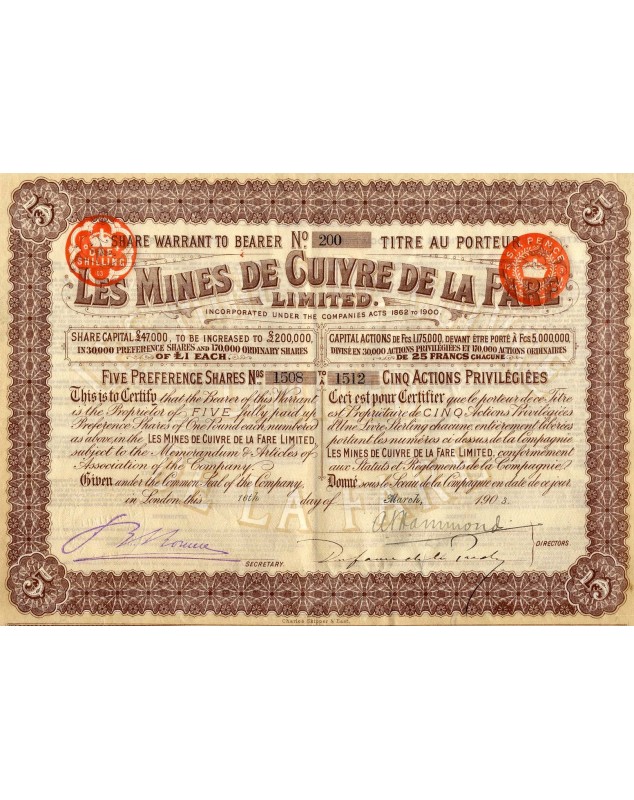 SHARE WARRANT TO BEARER No. 200 TITRE AU PORTEUR
ONE SHILLING
SIX PENCE
LES MINES DE CUIVRE DE LA FARE
LIMITED.
INCORPORATED UNDER THE COMPANIES ACTS 1862 TO 1900.
SHARE CAPITAL £47,000, TO BE INCREASED TO £200,000,
IN 30,000 PREFERENCE SHARES AND 170,000 ORDINARY SHARES
OF £1 EACH.
CAPITAL ACTIONS DE Fcs 1,175,000, DEVANT ÊTRE PORTÉ À Fcs 5,000,000,
DIVISÉ EN 30,000 ACTIONS PRIVILÉGIÉES ET 170,000 ACTIONS ORDINAIRES
DE 25 FRANCS CHACUNE.
FIVE PREFERENCE SHARES Nos 1508 TO 1512 CINQ ACTIONS PRIVILÉGIÉES
This is to Certify that the Bearer of this Warrant
is the Proprietor of FIVE fully paid up
Preference Shares of One Pound each numbered
as above in the LES MINES DE CUIVRE DE LA FARE LIMITED,
subject to the Memorandum & Articles of
Association of the Company.
Given under the Common Seal of the Company,
in London this 16th day of March, 1903.
Ceci est pour Certifier que le porteur de ce Titre
est Propriétaire de CINQ Actions Privilégiées
d'Une Livre Sterling chacune, entièrement libérées
portant les numéros ci dessus de la Compagnie
LES MINES DE CUIVRE DE LA FARE LIMITED, conformément
aux Statuts et Règlements de la Compagnie.
Donné sous le Sceau de la Compagnie en date de ce jour
A Hammond
DIRECTORS.
SECRETARY.
£5
£5
£5
£5
Charles Skipper & East.